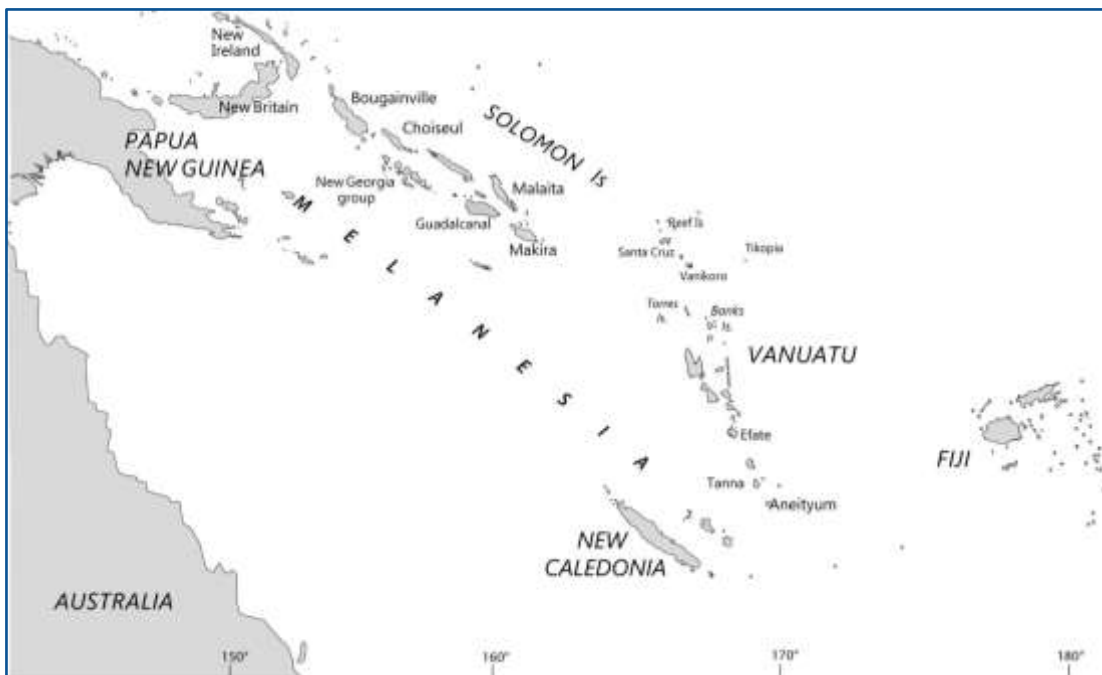 New
Ireland
New Britain
Bougainville
Choiseul
SOLOMON Is
PAPUA
NEW GUINEA
New Georgia
group
Malaita
Guadalcanal
Makira
Reef Is
Santa Cruz
Tikopia
Vanikoro
MELANESIA
Torres
Is.
Banks
Is.
VANUATU
Efate
FIJI
Tanna
Aneityum
NEW
CALEDONIA
AUSTRALIA
150°
160°
170°
180°